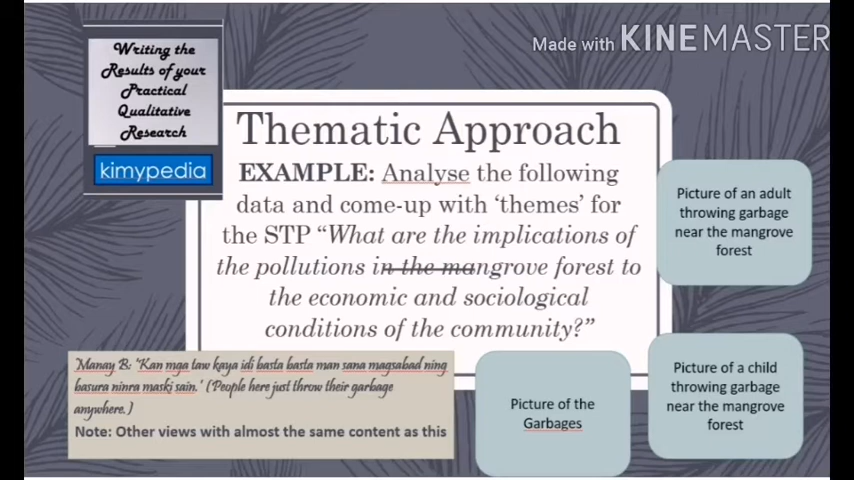 Made with KINEMASTER
Writing the
Results of your
Practical
Qualitative
Research
kimypedia
Thematic Approach
EXAMPLE: Analyse the following
data and come-up with ‘themes’ for
the STP “What are the implications of
the pollutions in the mangrove forest to
the economic and sociological
conditions of the community?”
Picture of an adult
throwing garbage
near the mangrove
forest
Manay B: ‘Kan mga taw kaya idi basta basta man sana magsabad ning
basura ninra maski sain.’ (People here just throw their garbage
anywhere.)
Note: Other views with almost the same content as this
Picture of the
Garbages
Picture of a child
throwing garbage
near the mangrove
forest